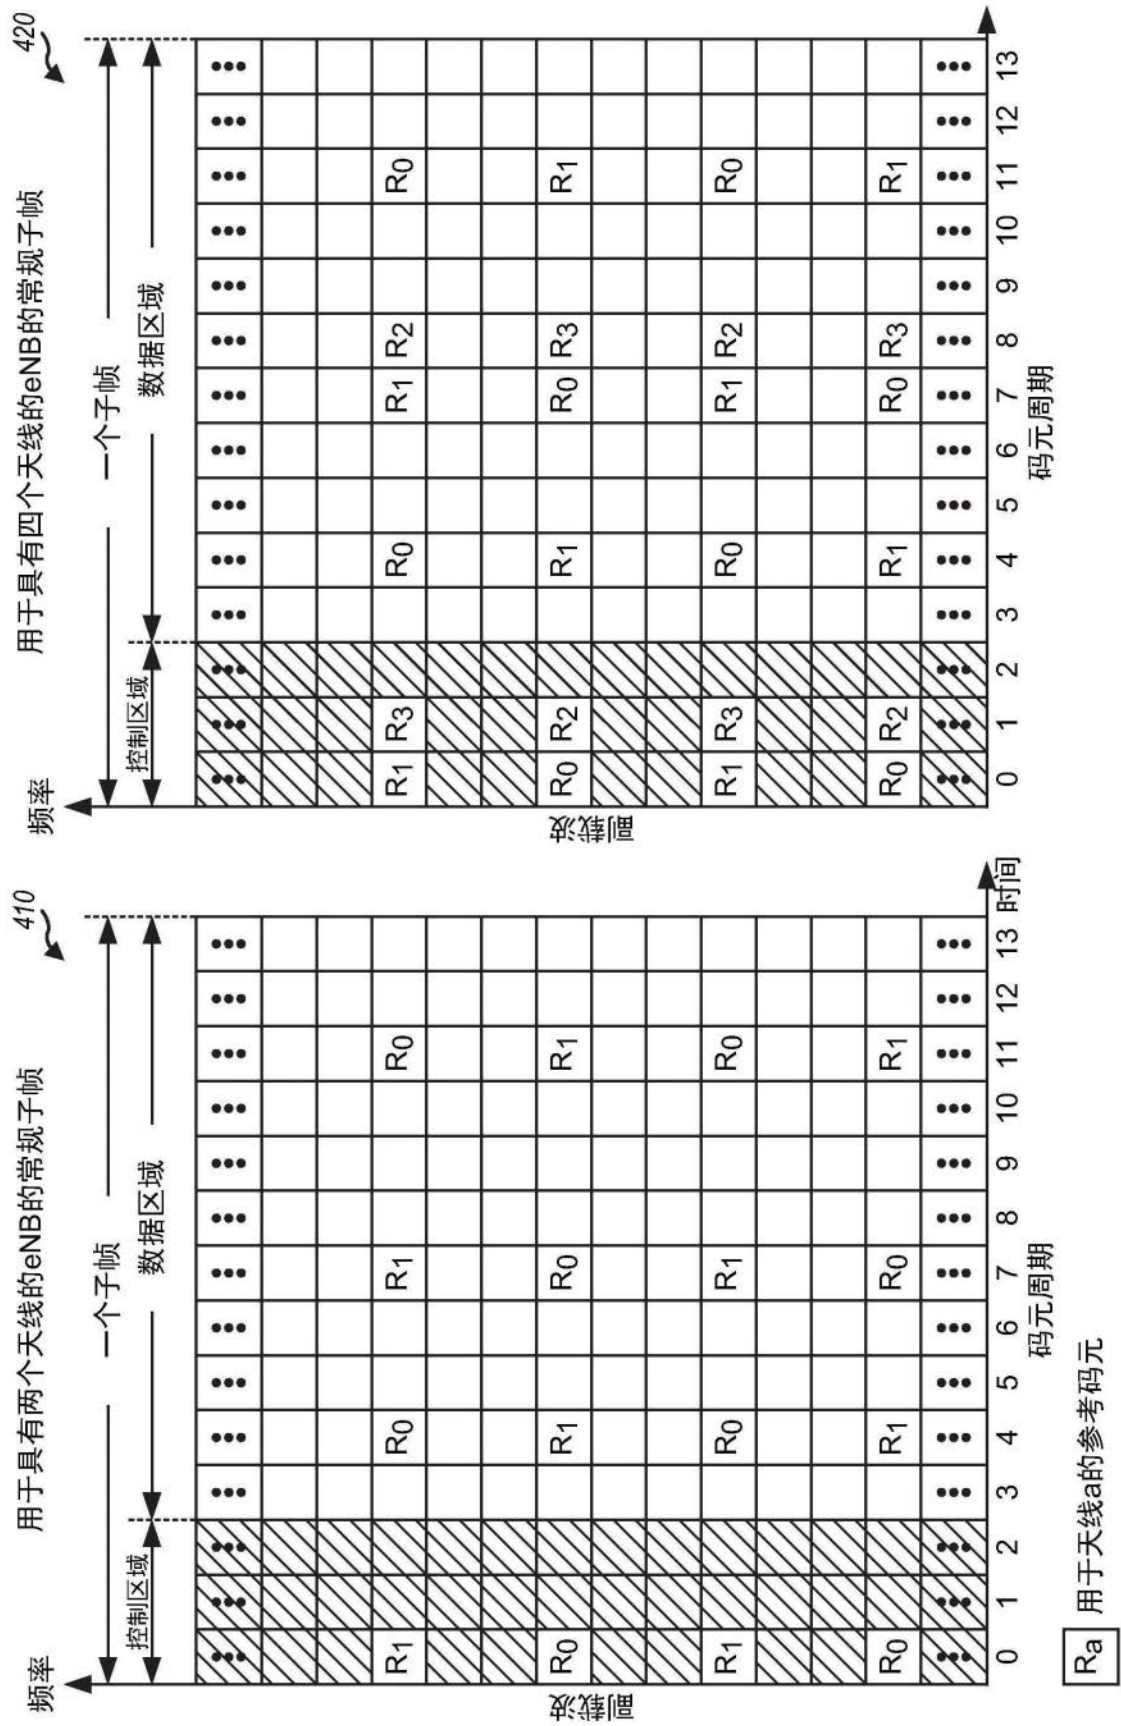 用于具有两个天线的eNB的常规子帧
410
频率
一个子帧
控制区域
数据区域
••• ••• ••• ••• ••• ••• ••• ••• ••• ••• ••• ••• ••• •••
R1 R0 R1 R0
R0 R1 R0 R1
副载波
R1 R0 R1 R0
R0 R1 R0 R1
••• ••• ••• ••• ••• ••• ••• ••• ••• ••• ••• ••• ••• •••
0 1 2 3 4 5 6 7 8 9 10 11 12 13
时间
码元周期
用于具有四个天线的eNB的常规子帧
420
频率
一个子帧
控制区域
数据区域
••• ••• ••• ••• ••• ••• ••• ••• ••• ••• ••• ••• ••• •••
R1 R3 R0 R1 R2 R0
R0 R2 R1 R0 R3 R1
副载波
R1 R3 R0 R1 R2 R0
R0 R2 R1 R0 R3 R1
••• ••• ••• ••• ••• ••• ••• ••• ••• ••• ••• ••• ••• •••
0 1 2 3 4 5 6 7 8 9 10 11 12 13
码元周期
Ra 用于天线a的参考码元